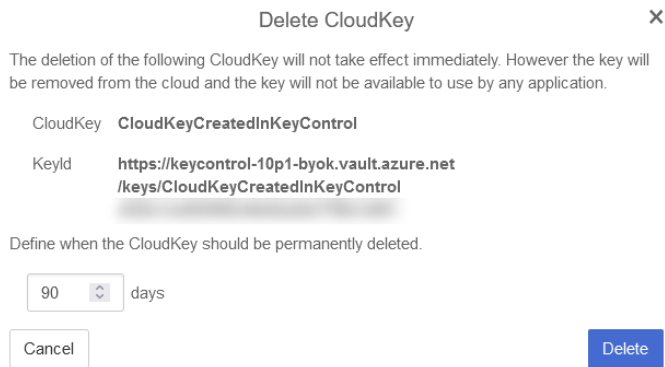 Delete CloudKey
The deletion of the following CloudKey will not take effect immediately. However the key will
be removed from the cloud and the key will not be available to use by any application.
CloudKey CloudKeyCreatedInKeyControl
KeyId https://keycontrol-10p1-byok.vault.azure.net
/keys/CloudKeyCreatedInKeyControl
Define when the CloudKey should be permanently deleted.
90 days
Cancel Delete